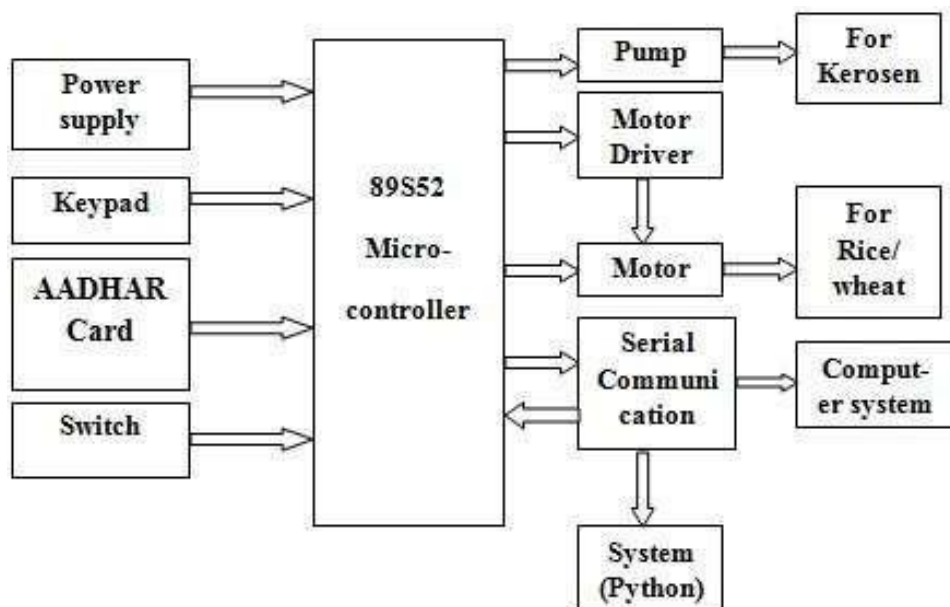 Power
supply
Keypad
AADHAR
Card
Switch
89S52
Micro-
controller
Pump
Motor
Driver
Motor
Serial
Communi
cation
System
(Python)
For
Kerosen
For
Rice/
wheat
Comput-
er system